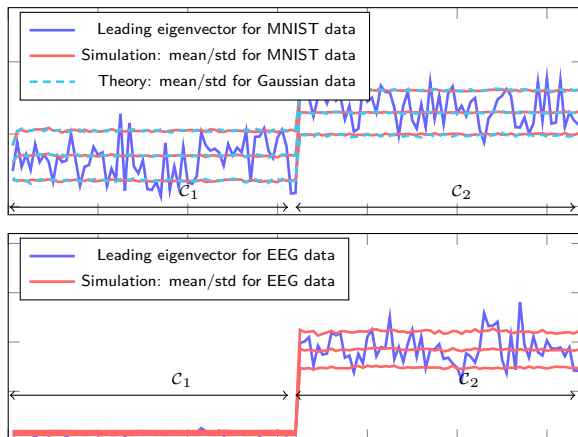 Leading eigenvector for MNIST data
Simulation: mean/std for MNIST data
Theory: mean/std for Gaussian data
C1 C2
Leading eigenvector for EEG data
Simulation: mean/std for EEG data
C1 C2